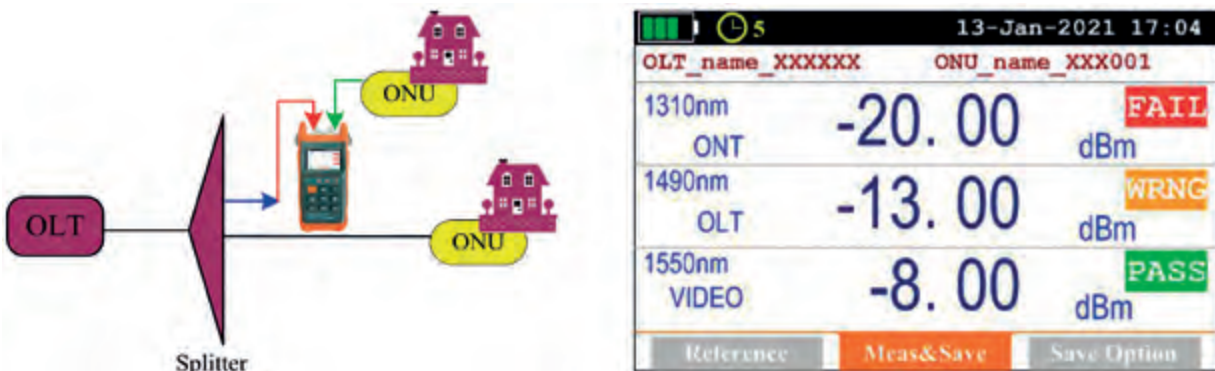 ONU
OLT
ONU
Splitter
5 13-Jan-2021 17:04
OLT_name_XXXXXX ONU_name_XXX001
1310nm -20. 00 FAIL
ONT dBm
1490nm -13. 00 WRNG
OLT dBm
1550nm -8. 00 PASS
VIDEO dBm
Reference Meas&Save Save Option